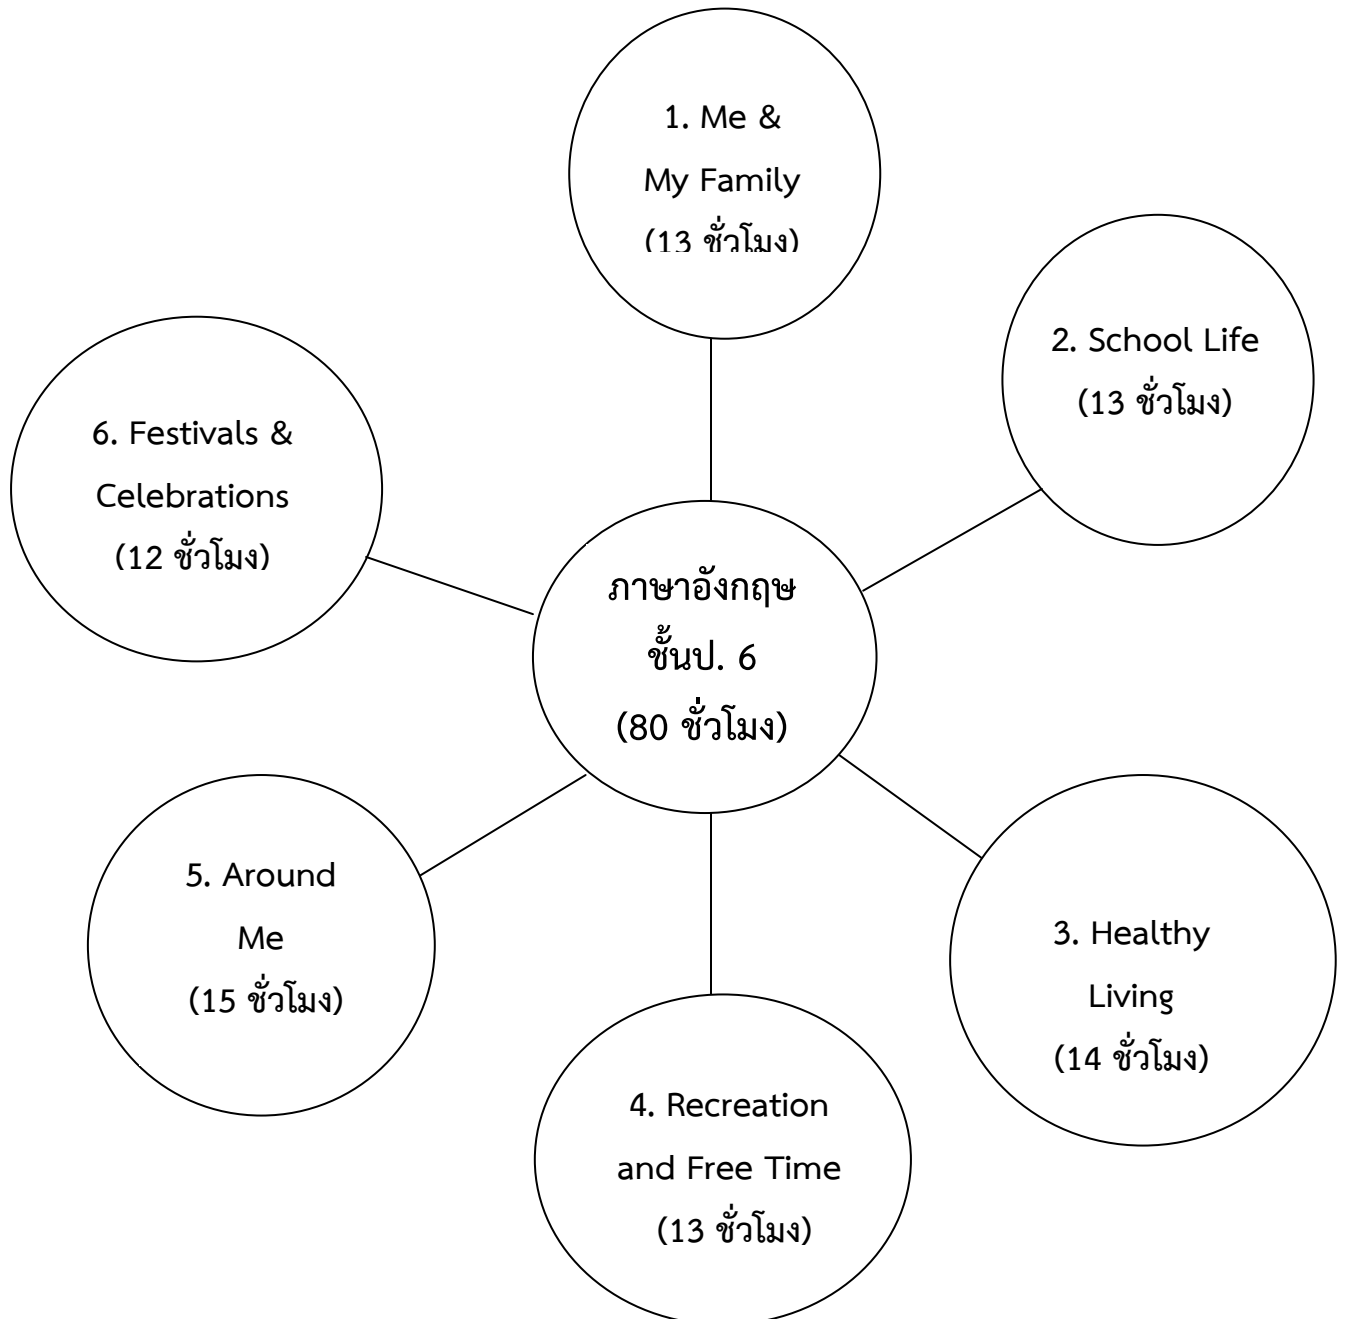 1. Me &
My Family
(13 ชั่วโมง)
2. School Life
(13 ชั่วโมง)
6. Festivals &
Celebrations
(12 ชั่วโมง)
ภาษาอังกฤษ
ชั้นป. 6
(80 ชั่วโมง)
5. Around
Me
(15 ชั่วโมง)
3. Healthy
Living
(14 ชั่วโมง)
4. Recreation
and Free Time
(13 ชั่วโมง)